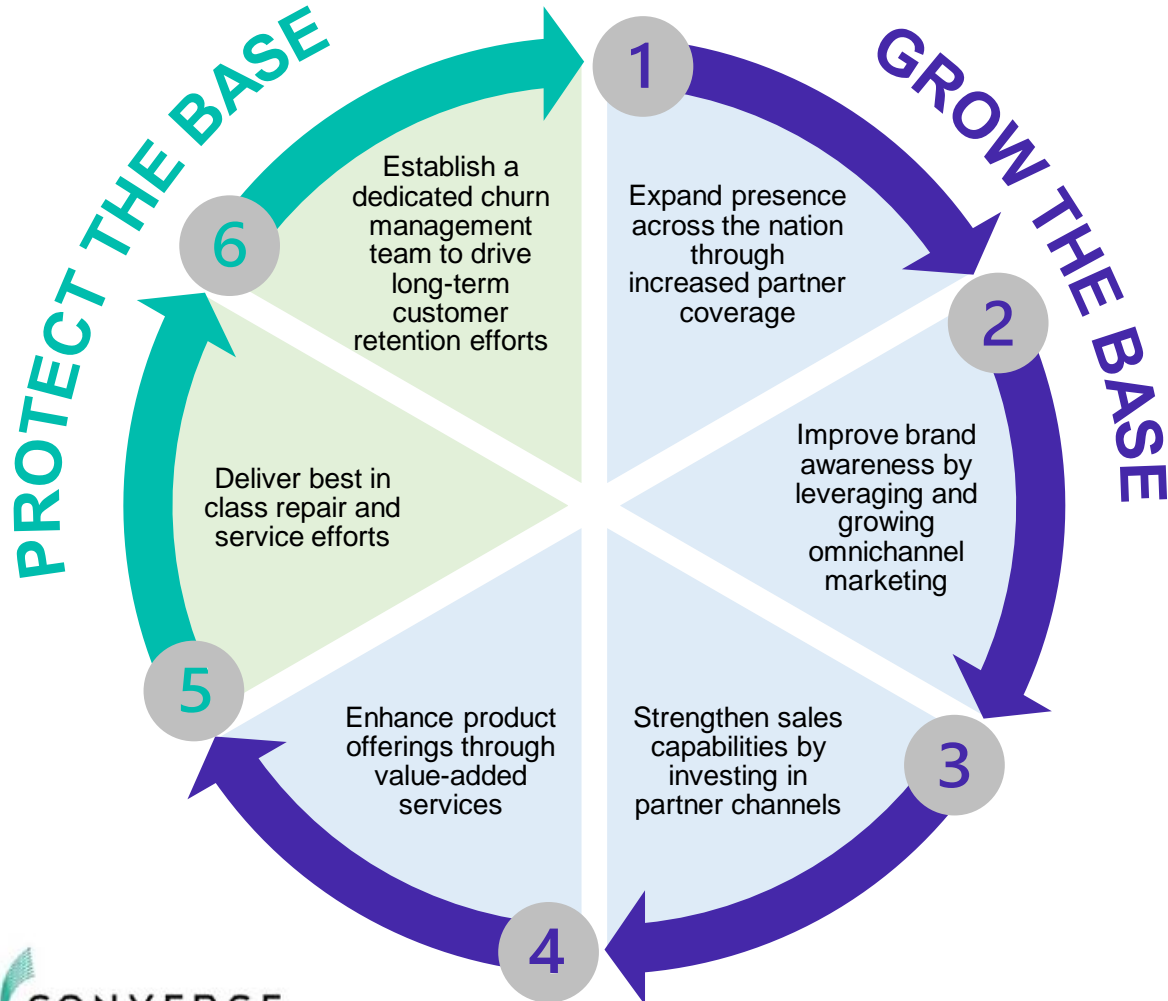 PROTECT THE BASE
GROW THE BASE
1
Expand presence
across the nation
through
increased partner
coverage
2
Improve brand
awareness by
leveraging and
growing
omnichannel
marketing
3
Strengthen sales
capabilities by
investing in
partner channels
4
Enhance product
offerings through
value-added
services
5
Deliver best in
class repair and
service efforts
6
Establish a
dedicated churn
management
team to drive
long-term
customer
retention efforts
CONVERGE